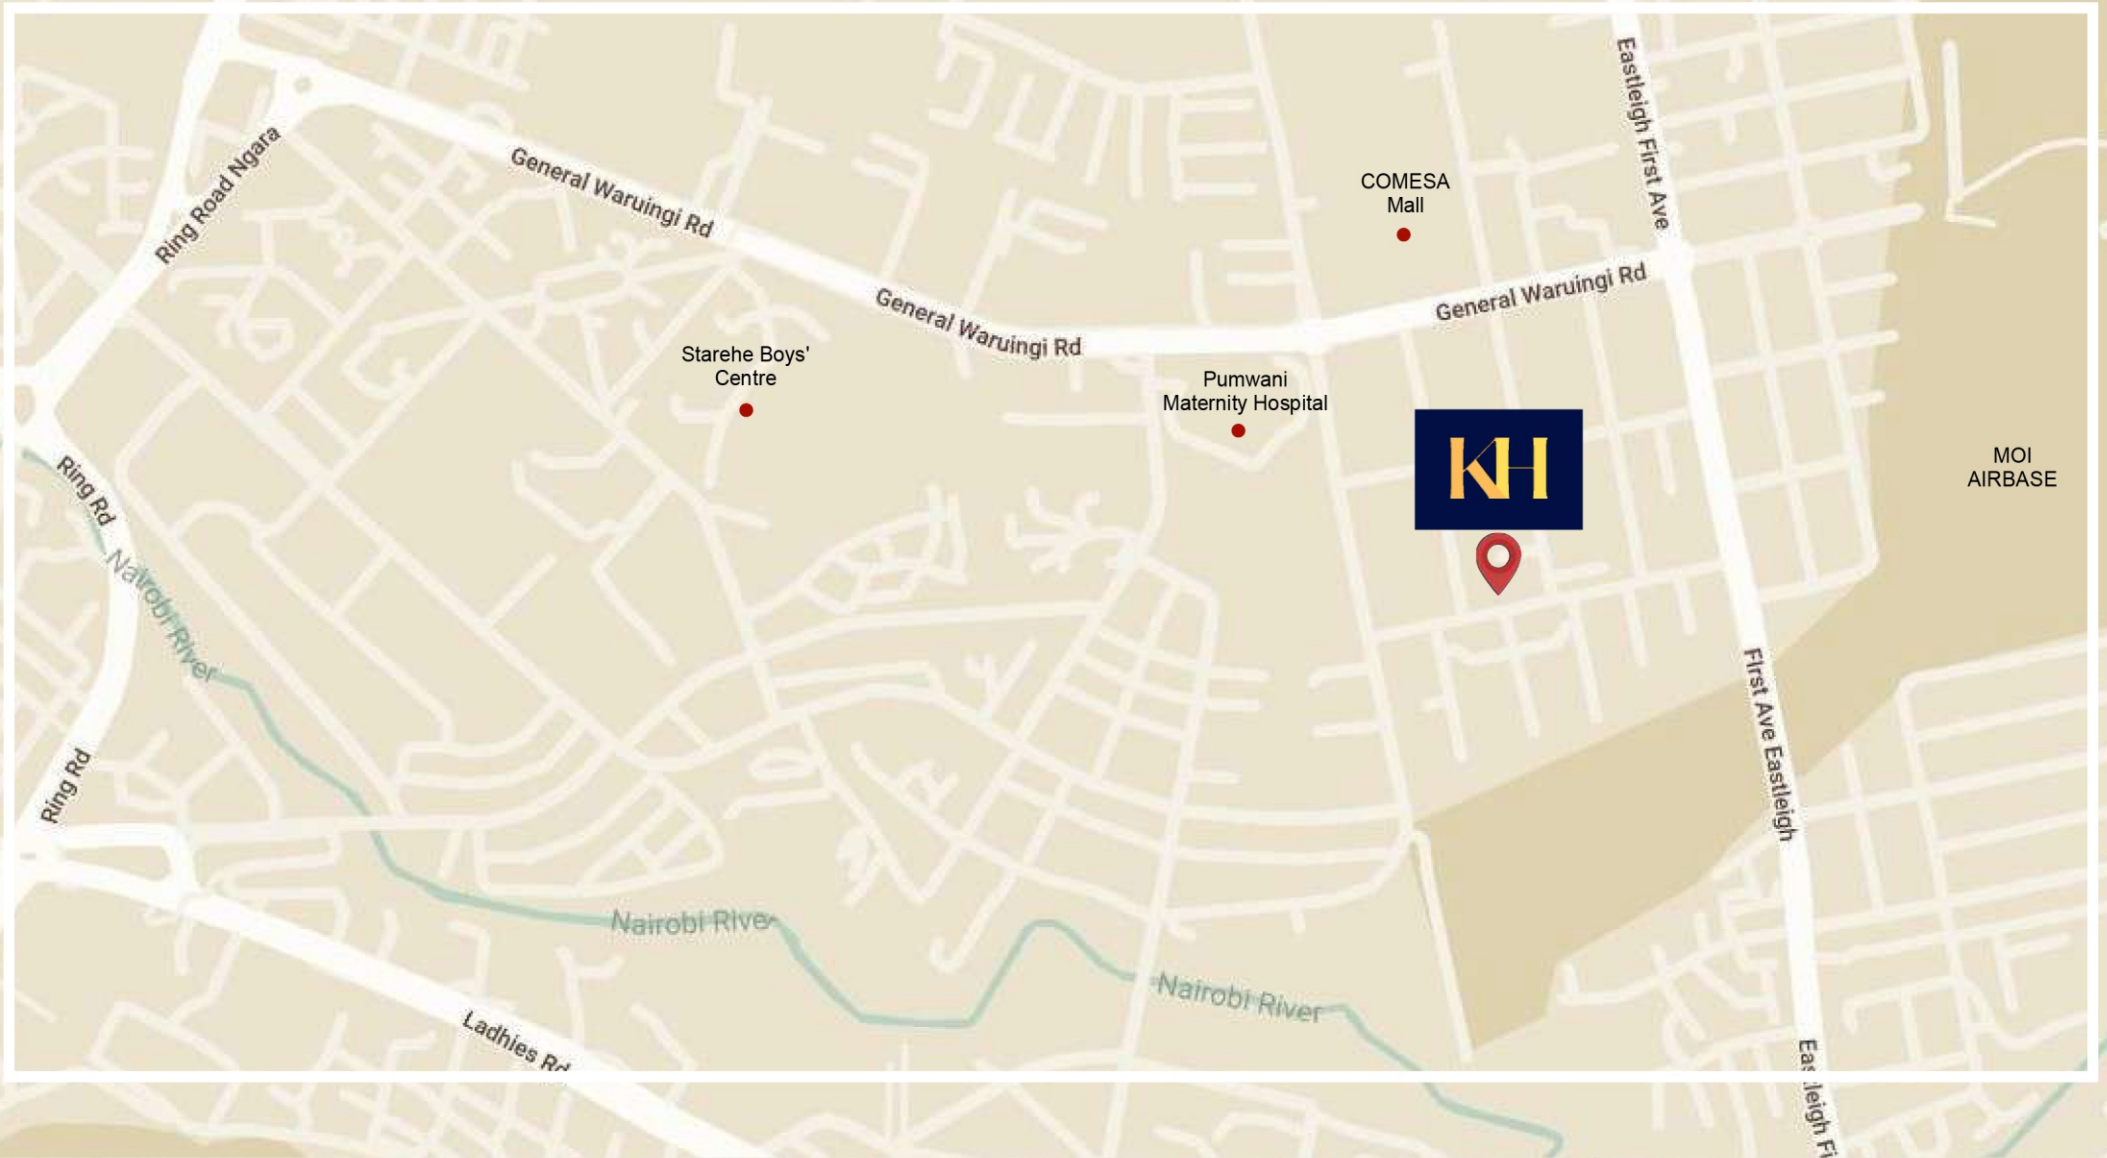 Eastleigh First Ave
Ring Road Ngara
General Waruingi Rd
COMESA
Mall
General Waruingi Rd
General Waruingi Rd
Starehe Boys'
Centre
Pumwani
Maternity Hospital
KH
MOI
AIRBASE
Ring Rd
Nairobi River
First Ave Eastleigh
Ring Rd
Nairobi River
Nairobi River
Ladhies Rd
Eastleigh Fi